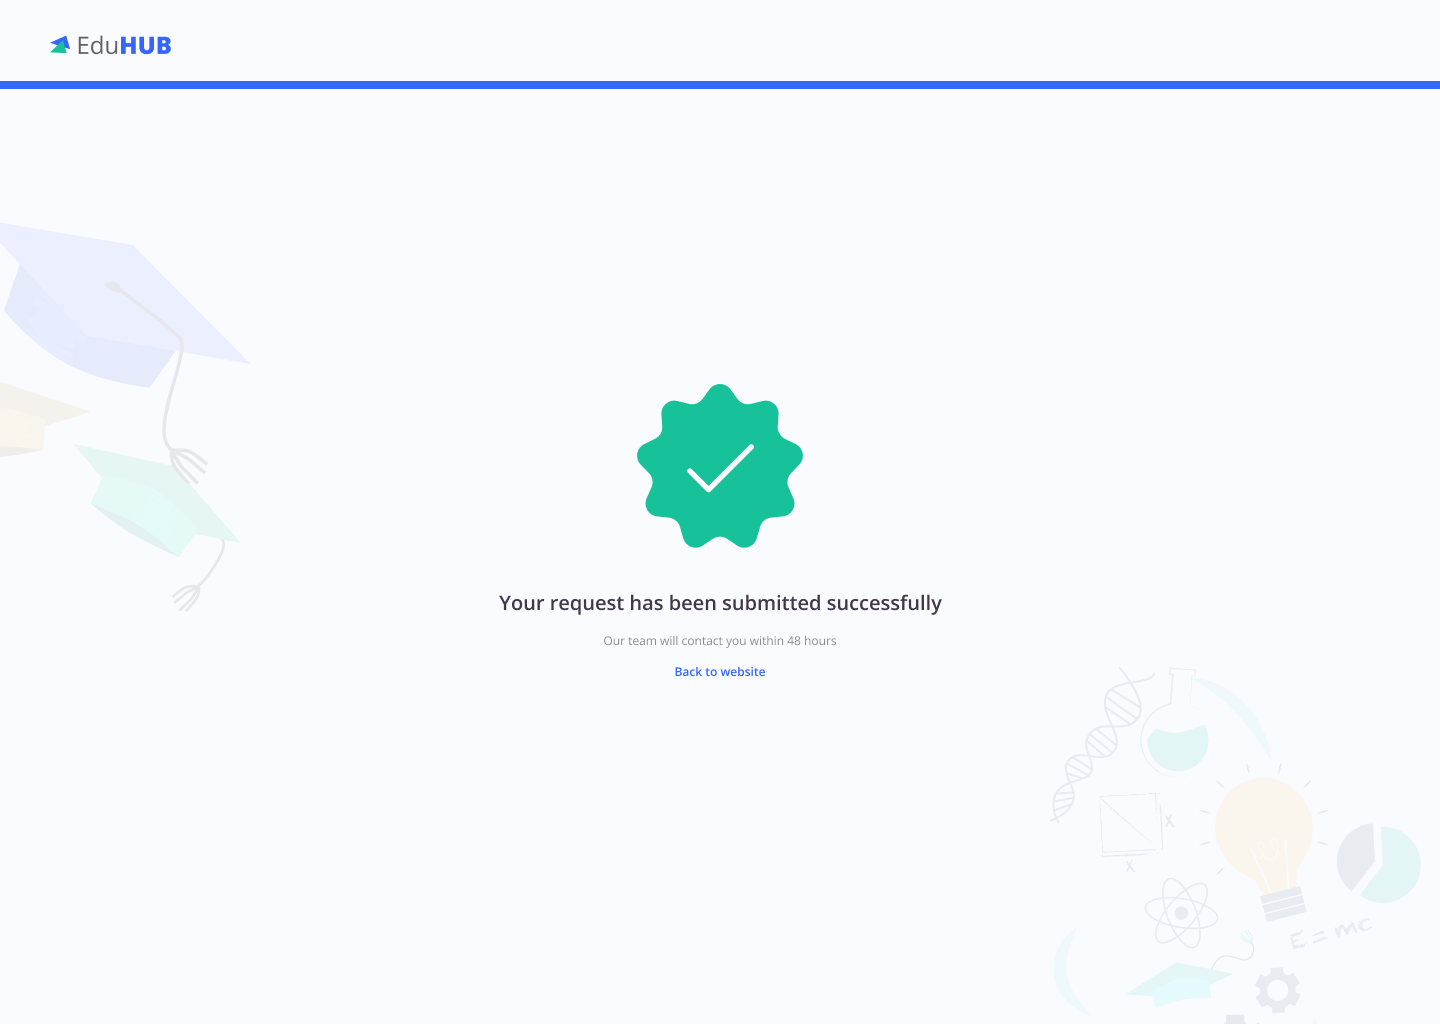 EduHUB
Your request has been submitted successfully
Our team will contact you within 48 hours
Back to website
X
X
E = mc